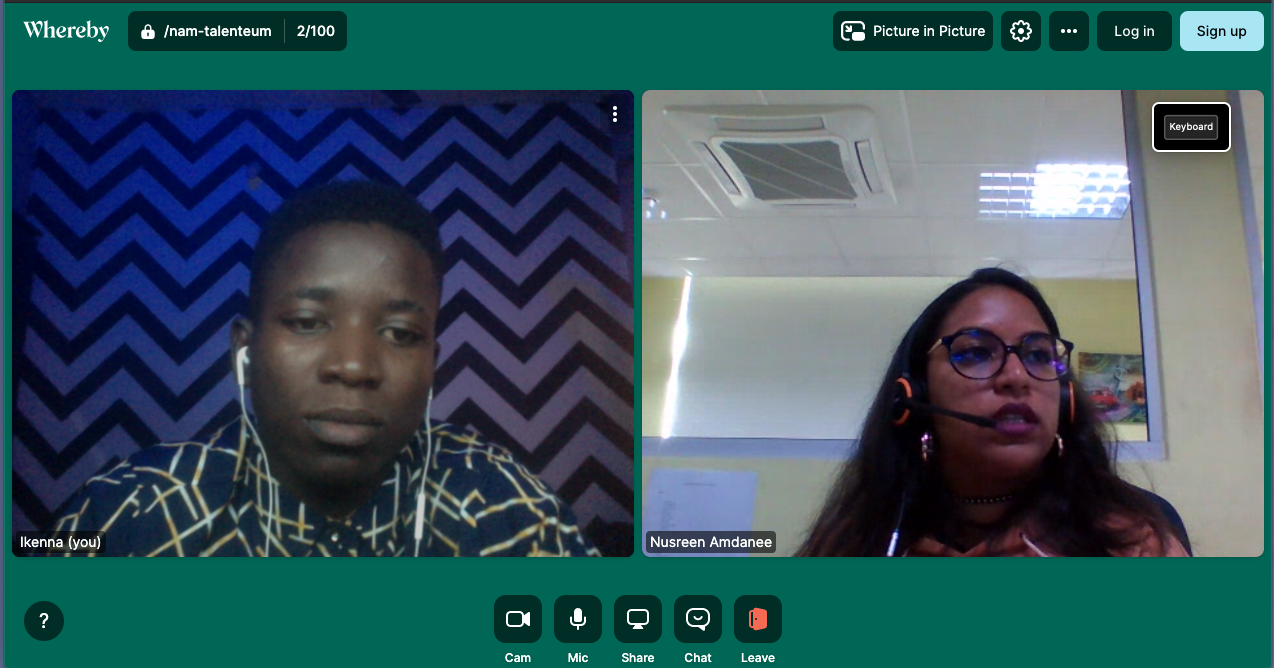 Whereby
/nam-talenteum
2/100
Picture in Picture
Log in
Sign up
Keyboard
Ikenna (you)
Nusreen Amdanee
?
Cam
Mic
Share
Chat
Leave